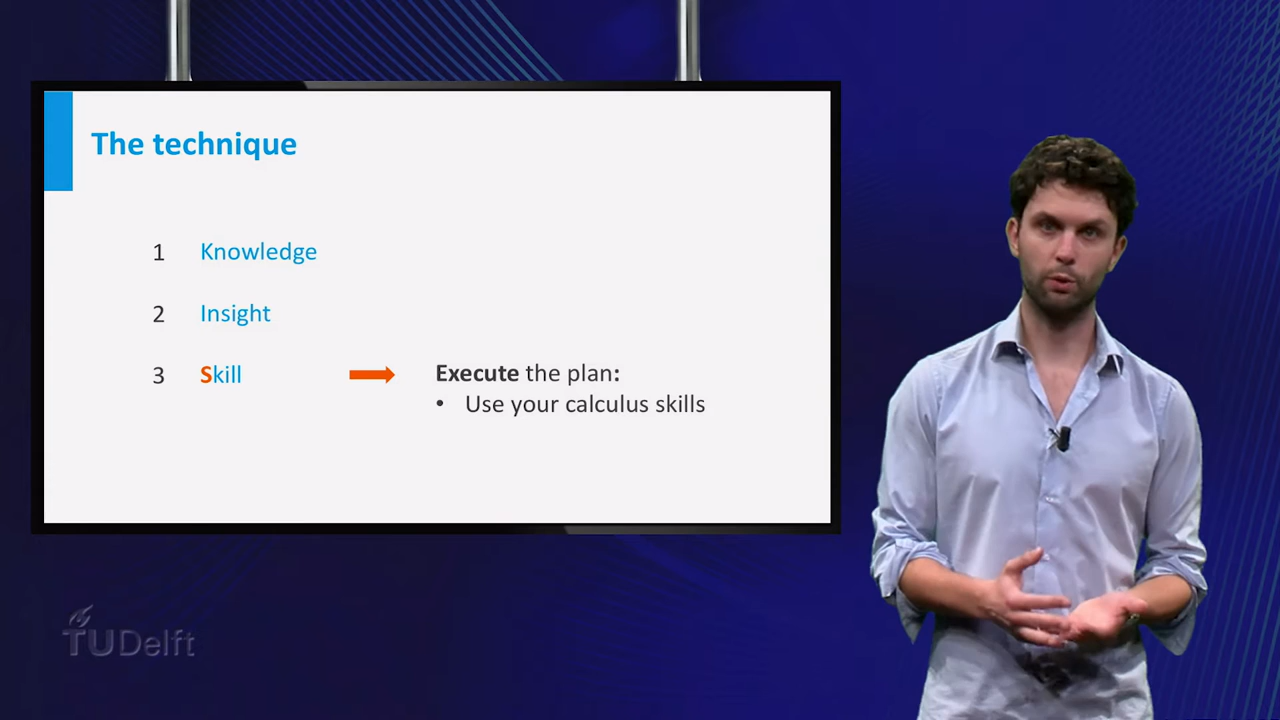 The technique
1 Knowledge
2 Insight
3 Skill
Execute the plan:
• Use your calculus skills
TUDelft